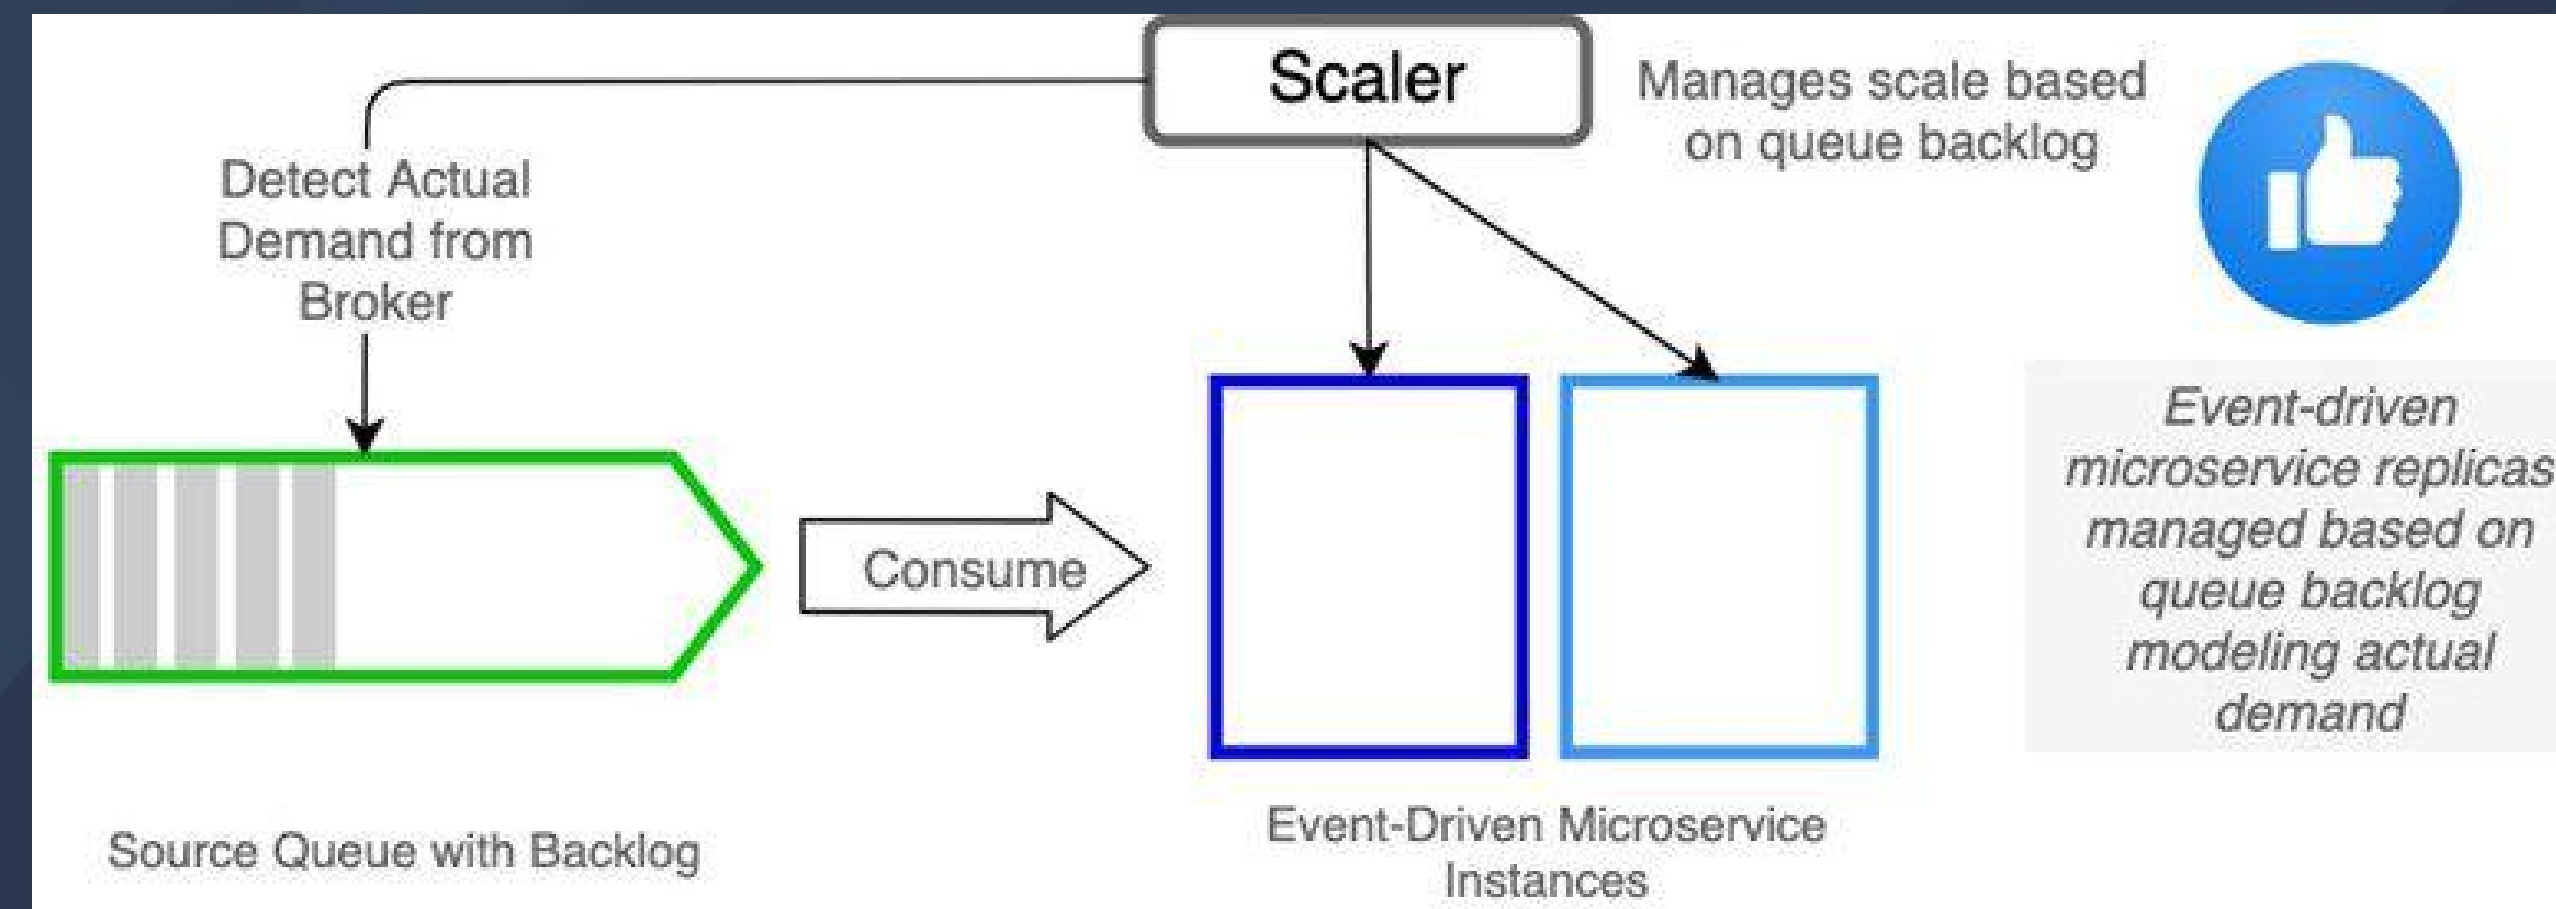 Scaler
Manages scale based
on queue backlog
Detect Actual
Demand from
Broker
Consume
Event-driven
microservice replicas
managed based on
queue backlog
modeling actual
demand
Source Queue with Backlog
Event-Driven Microservice
Instances